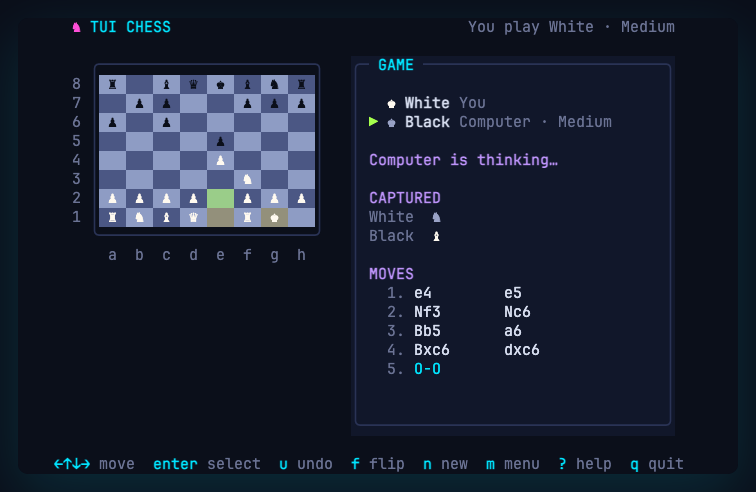 TUI CHESS You play White · Medium
GAME
8
7
6
5
4
3
2
1
a b c d e f g h
White You
Black Computer · Medium
Computer is thinking…
CAPTURED
White
Black
MOVES
1. e4 e5
2. Nf3 Nc6
3. Bb5 a6
4. Bxc6 dxc6
5. O-O
←↑↓→ move enter select u undo f flip n new m menu ? help q quit